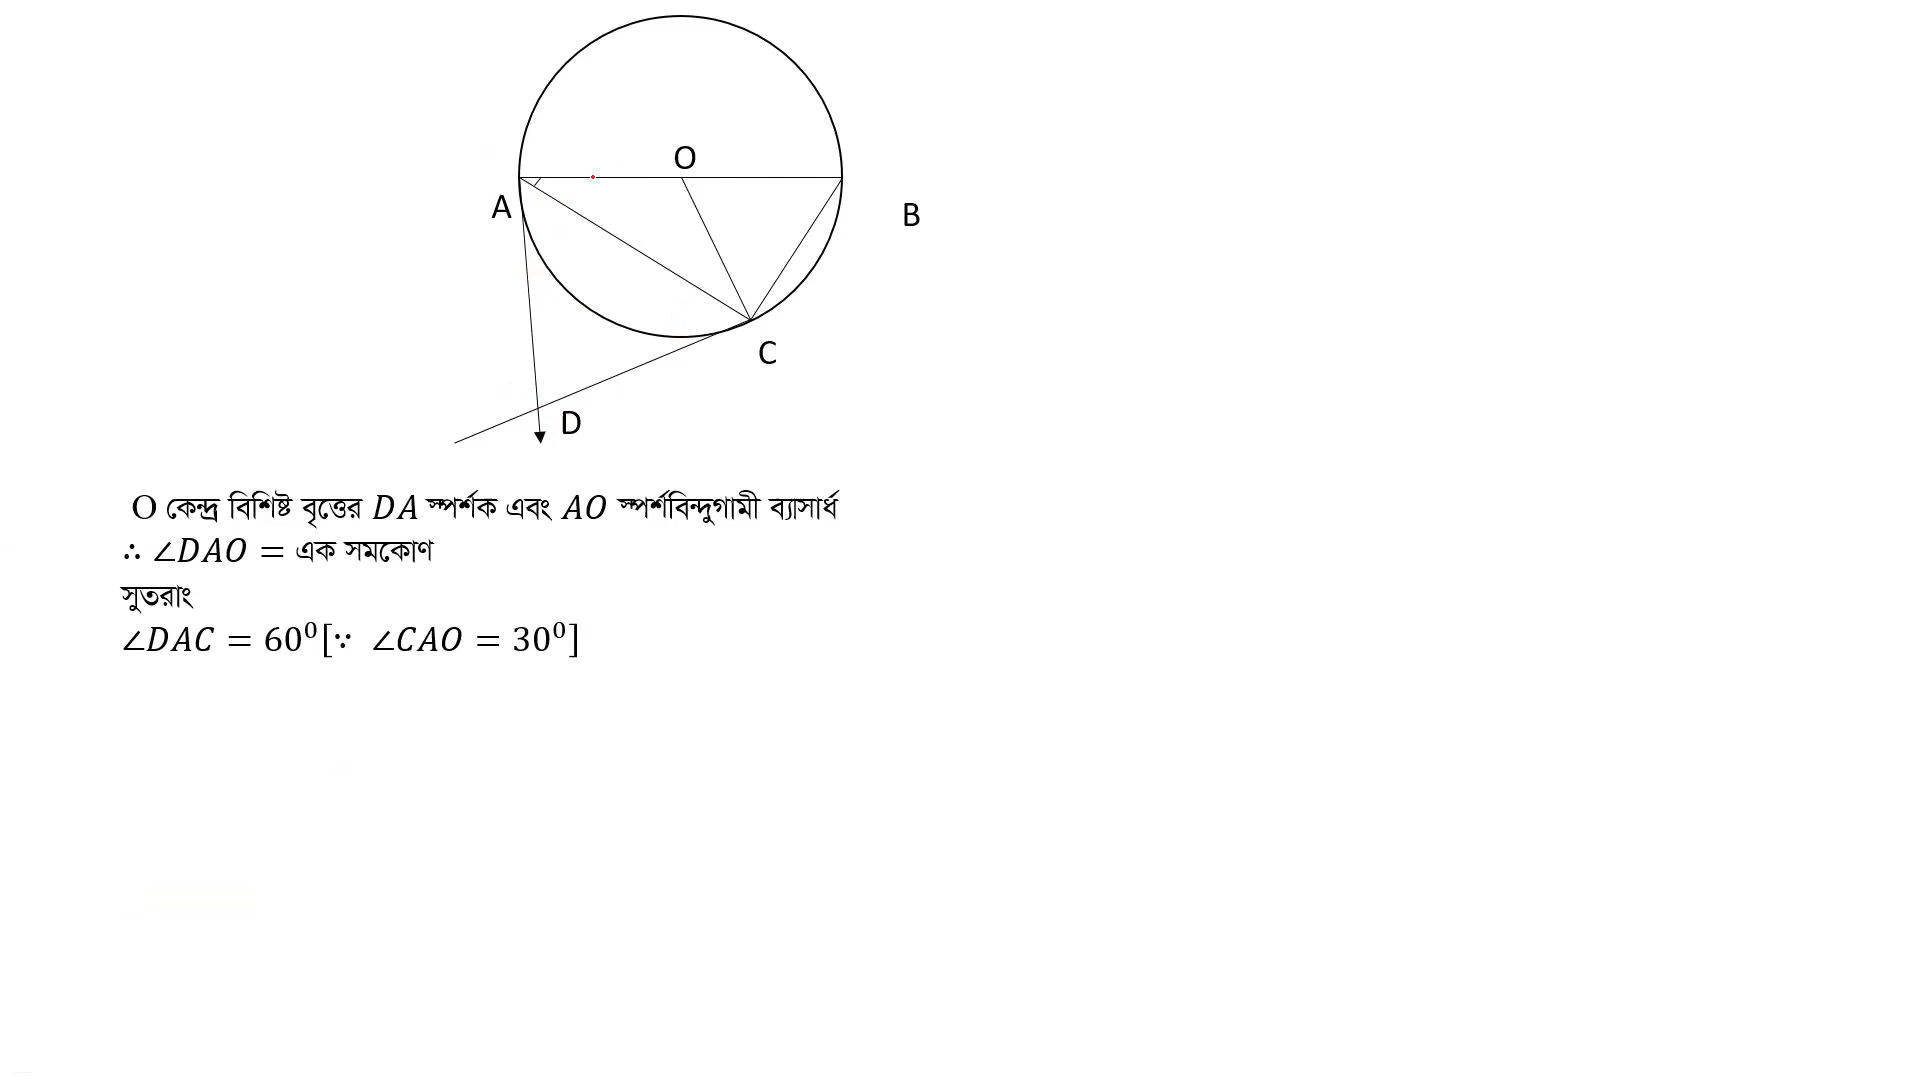 O
A
B
C
D
O কেন্দ্র বিশিষ্ট বৃত্তের DA স্পর্শক এবং AO স্পর্শবিন্দুগামী ব্যাসার্ধ
∴ ∠DAO = এক সমকোণ
সুতরাং
∠DAC = 60⁰[∵ ∠CAO = 30⁰]